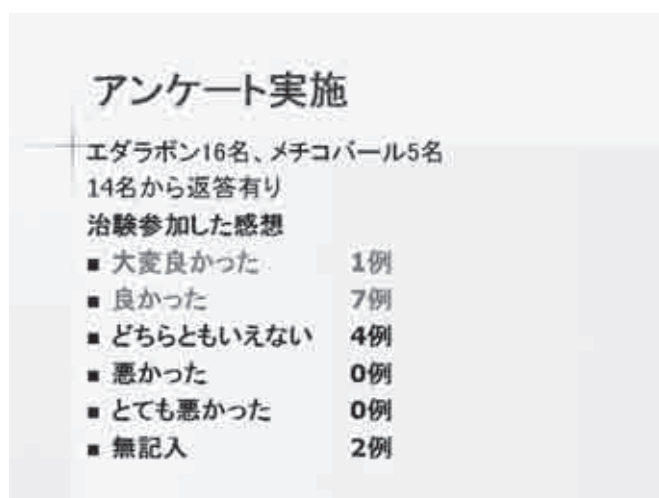 アンケート実施
エダラボン16名、メチコバール5名
14名から返答有り
治験参加した感想
■ 大変良かった 1例
■ 良かった 7例
■ どちらともいえない 4例
■ 悪かった 0例
■ とても悪かった 0例
■ 無記入 2例